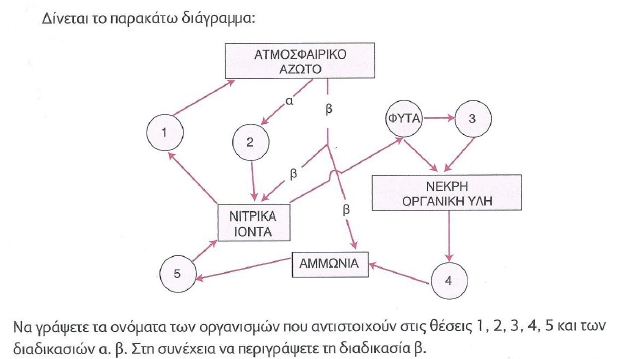 Δίνεται το παρακάτω διάγραμμα:
ΑΤΜΟΣΦΑΙΡΙΚΟ
ΑΖΩΤΟ
α
β
ΦΥΤΑ
3
1
2
β
ΝΕΚΡΗ
ΟΡΓΑΝΙΚΗ ΥΛΗ
β
ΝΙΤΡΙΚΑ
ΙΟΝΤΑ
5
ΑΜΜΩΝΙΑ
4
Να γράψετε τα ονόματα των οργανισμών που αντιστοιχούν στις θέσεις 1, 2, 3, 4, 5 και των
διαδικασιών α. β. Στη συνέχεια να περιγράψετε τη διαδικασία β.